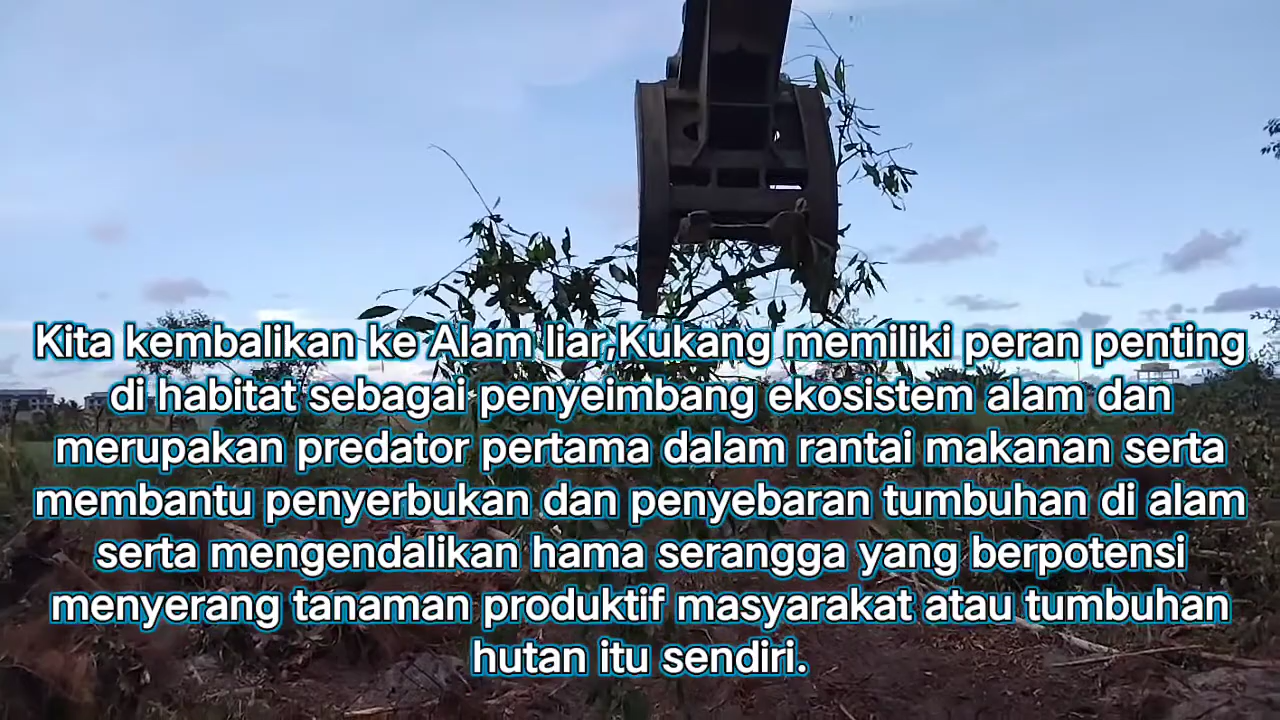 Kita kembalikan ke Alam liar,Kukang memiliki peran penting
di habitat sebagai penyeimbang ekosistem alam dan
merupakan predator pertama dalam rantai makanan serta
membantu penyerbukan dan penyebaran tumbuhan di alam
serta mengendalikan hama serangga yang berpotensi
menyerang tanaman produktif masyarakat atau tumbuhan
hutan itu sendiri.